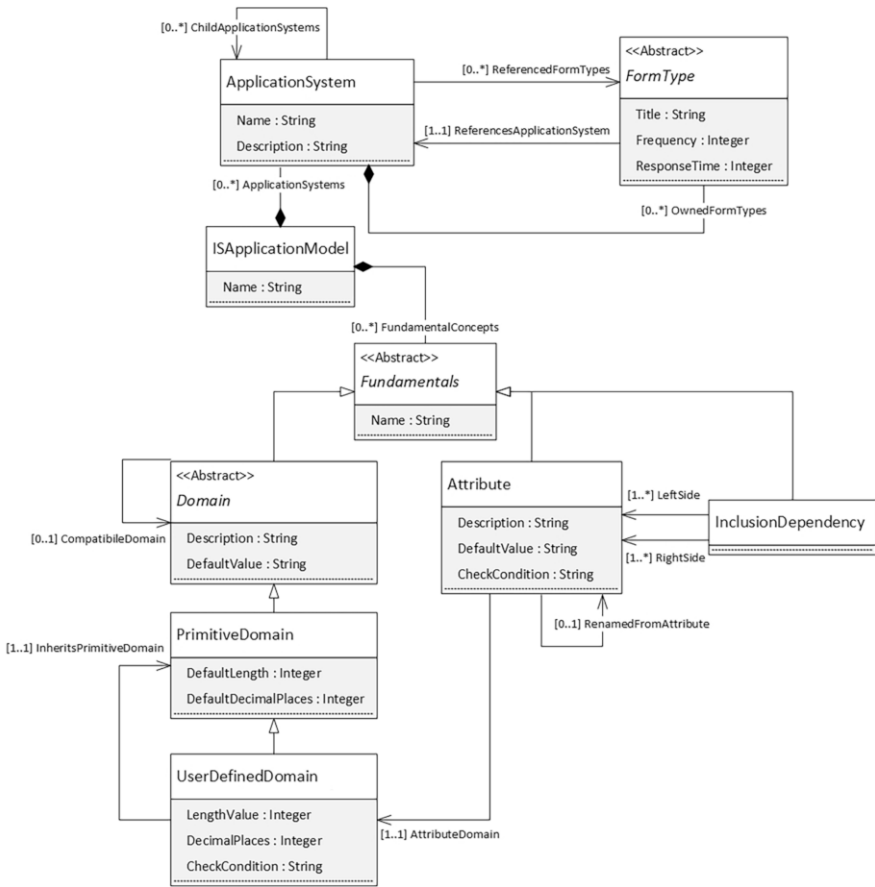 [0..*] ChildApplicationSystems
ApplicationSystem
Name : String
Description : String
[0..*] ReferencedFormTypes
[1..1] ReferencesApplicationSystem
<<Abstract>>
FormType
Title : String
Frequency : Integer
ResponseTime : Integer
[0..*] ApplicationSystems
[0..*] OwnedFormTypes
ISApplicationModel
Name : String
[0..*] FundamentalConcepts
<<Abstract>>
Fundamentals
Name : String
<<Abstract>>
Domain
Description : String
DefaultValue : String
[0..1] CompatibileDomain
Attribute
Description : String
DefaultValue : String
CheckCondition : String
[1..*] LeftSide
[1..*] RightSide
InclusionDependency
[0..1] RenamedFromAttribute
PrimitiveDomain
DefaultLength : Integer
DefaultDecimalPlaces : Integer
[1..1] InheritsPrimitiveDomain
UserDefinedDomain
LengthValue : Integer
DecimalPlaces : Integer
CheckCondition : String
[1..1] AttributeDomain